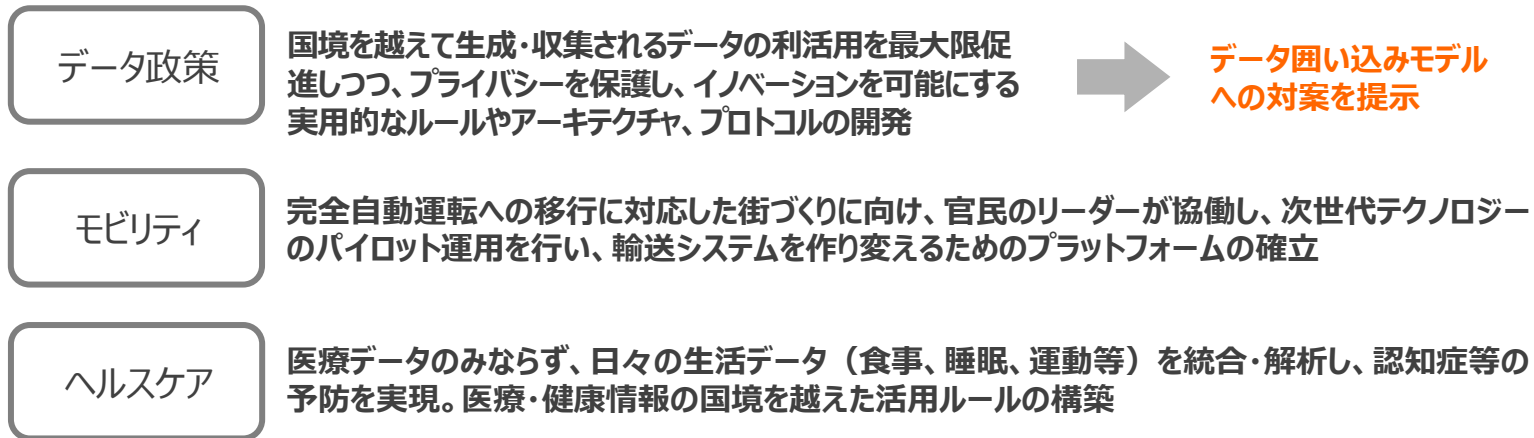 データ政策
国境を越えて生成・収集されるデータの利活用を最大限促
進しつつ、プライバシーを保護し、イノベーションを可能にする
実用的なルールやアーキテクチャ、プロトコルの開発
データ囲い込みモデル
への対案を提示
モビリティ
完全自動運転への移行に対応した街づくりに向け、官民のリーダーが協働し、次世代テクノロジー
のパイロット運用を行い、輸送システムを作り変えるためのプラットフォームの確立
ヘルスケア
医療データのみならず、日々の生活データ（食事、睡眠、運動等）を統合・解析し、認知症等の
予防を実現。医療・健康情報の国境を越えた活用ルールの構築